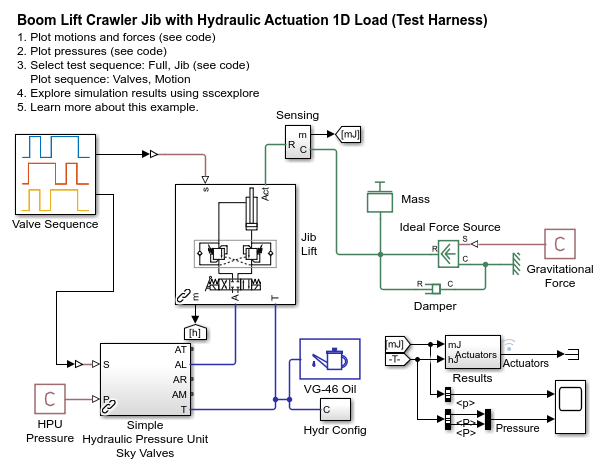 Boom Lift Crawler Jib with Hydraulic Actuation 1D Load (Test Harness)
1. Plot motions and forces (see code)
2. Plot pressures (see code)
3. Select test sequence: Full, Jib (see code)
Plot sequence: Valves, Motion
4. Explore simulation results using sscexplore
5. Learn more about this example.
Sensing
m
R
C
[mJ]
Valve Sequence
s
Act
Jib
Lift
m
A
T
Mass
Ideal Force Source
S
R
C
C
Gravitational
Force
R
C
Damper
[h]
S
P
AT
AL
AR
AM
T
C
HPU
Pressure
Simple
Hydraulic Pressure Unit
Sky Valves
VG-46 Oil
C
Hydr Config
[mJ]
-T-
mJ
hJ
Actuators
Actuators
Results
<p>
<P>
<P>
Pressure